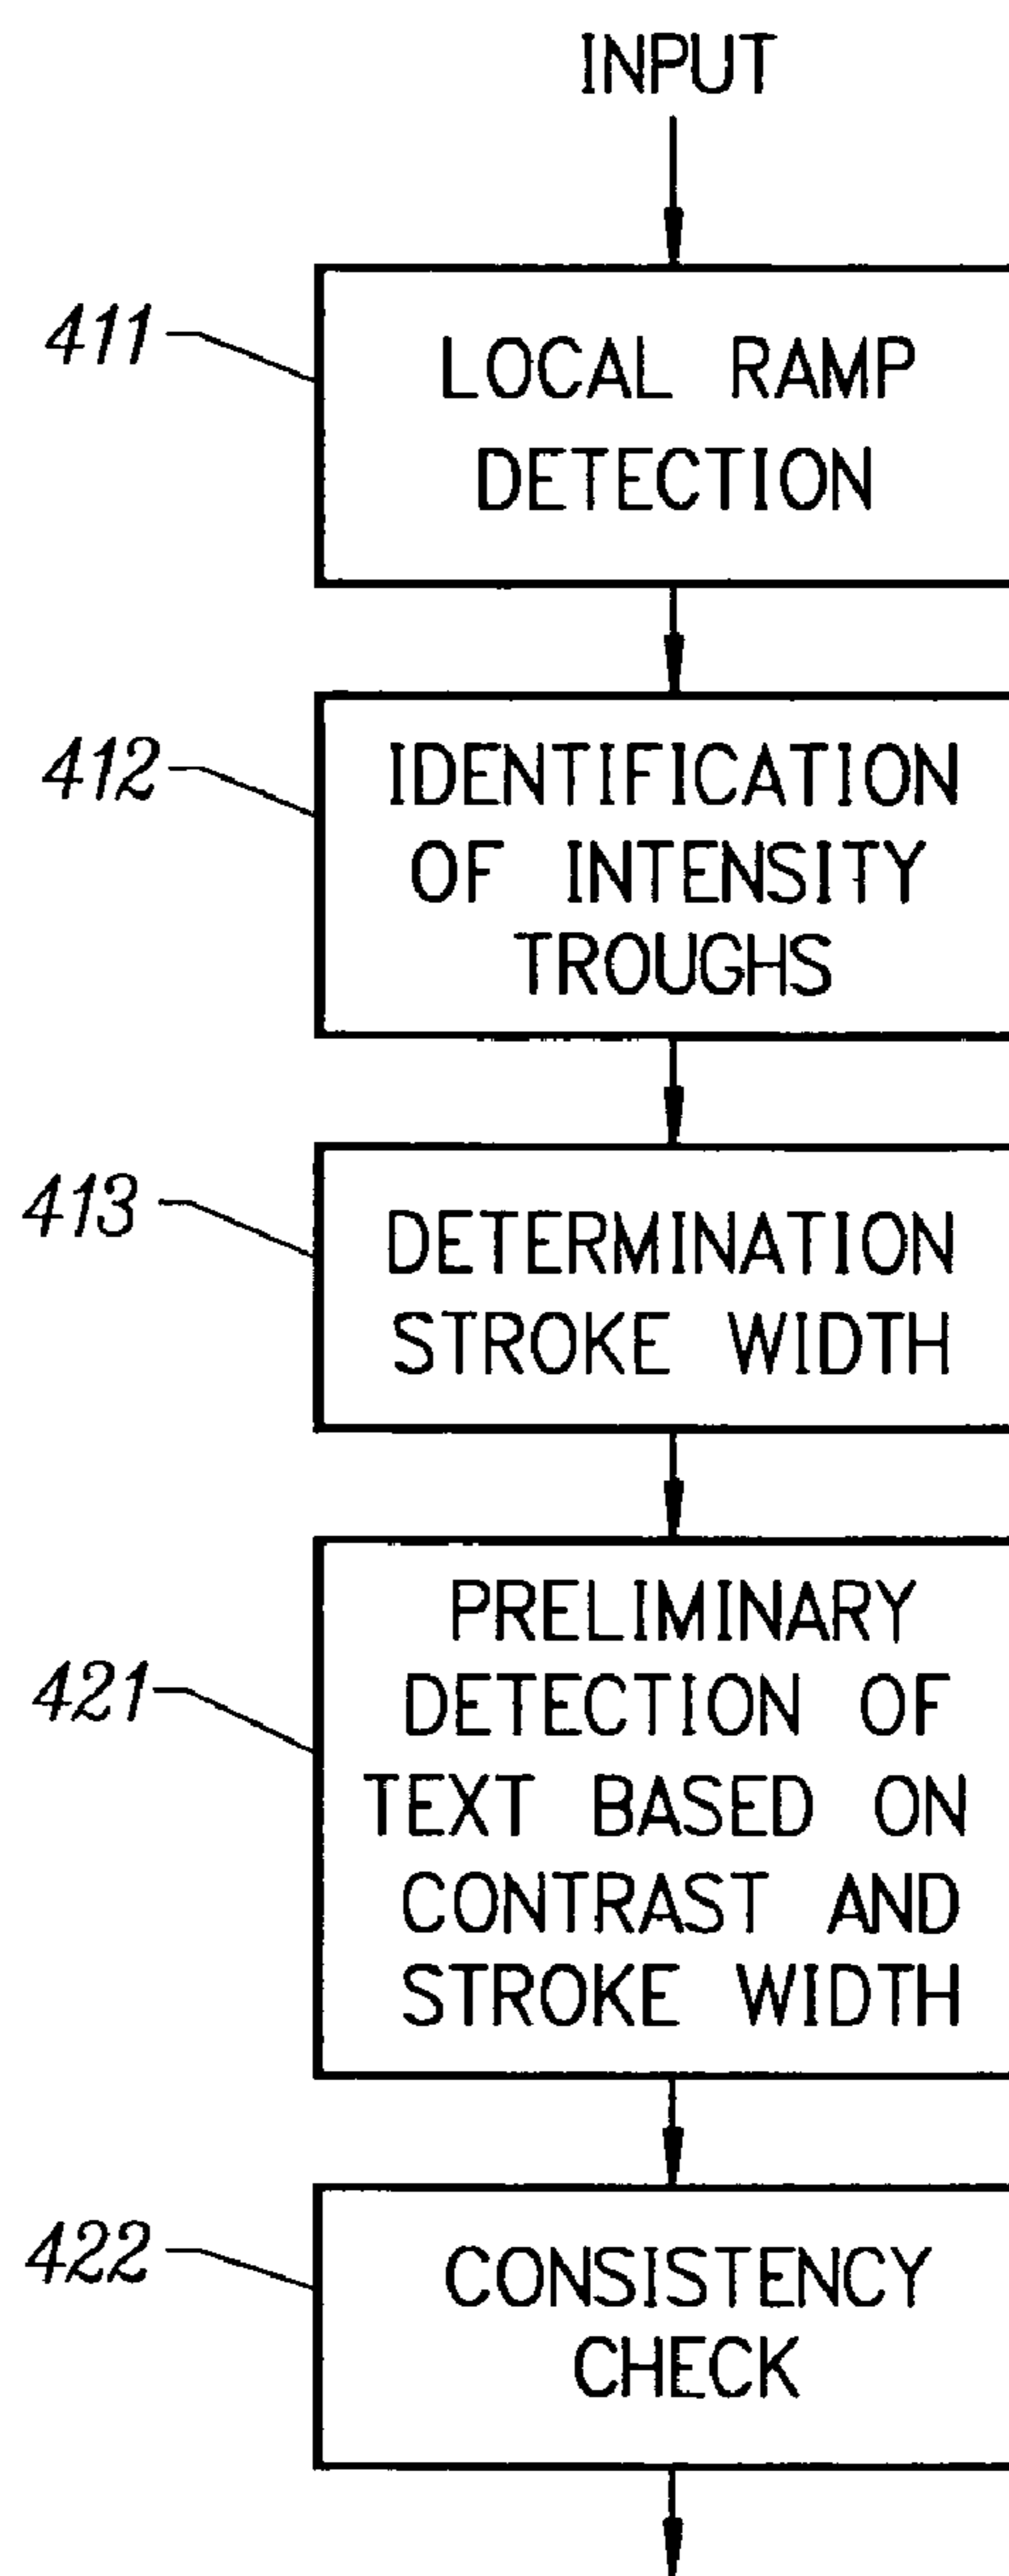 INPUT
411
LOCAL RAMP
DETECTION
412
IDENTIFICATION
OF INTENSITY
TROUGHS
413
DETERMINATION
STROKE WIDTH
421
PRELIMINARY
DETECTION OF
TEXT BASED ON
CONTRAST AND
STROKE WIDTH
422
CONSISTENCY
CHECK